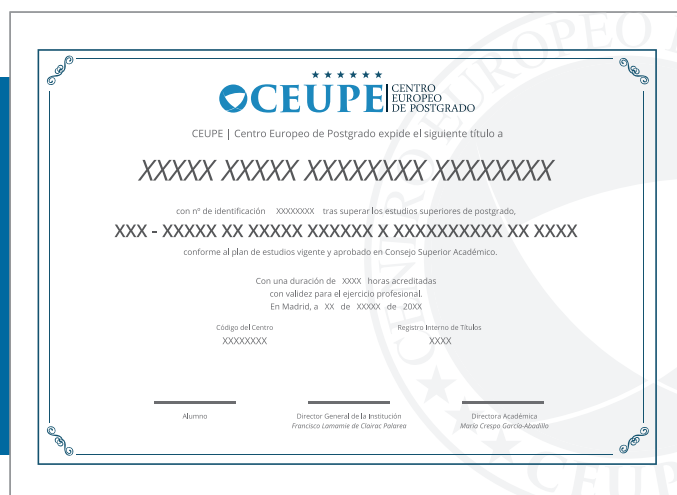 CENTRO EUROPEO
CEUPE
CENTRO
EUROPEO
DE POSTGRADO
CEUPE | Centro Europeo de Postgrado expide el siguiente título a
XXXXX XXXXX XXXXXXXX XXXXXXXX
con nº de identificación XXXXXXXX tras superar los estudios superiores de postgrado,
XXX - XXXXX XX XXXXX XXXXXX X XXXXXXXXXX XX XXXX
conforme al plan de estudios vigente y aprobado en Consejo Superior Académico.
Con una duración de XXXX horas acreditadas
con validez para el ejercicio profesional.
En Madrid, a XX de XXXXX de 20XX
Código del Centro
Registro Interno de Títulos
XXXXXXXX
XXXX
Alumno
Director General de la Institución
Directora Académica
Francisco Lamamie de Clairac Palarea
María Crespo García-Abadillo
CEUP